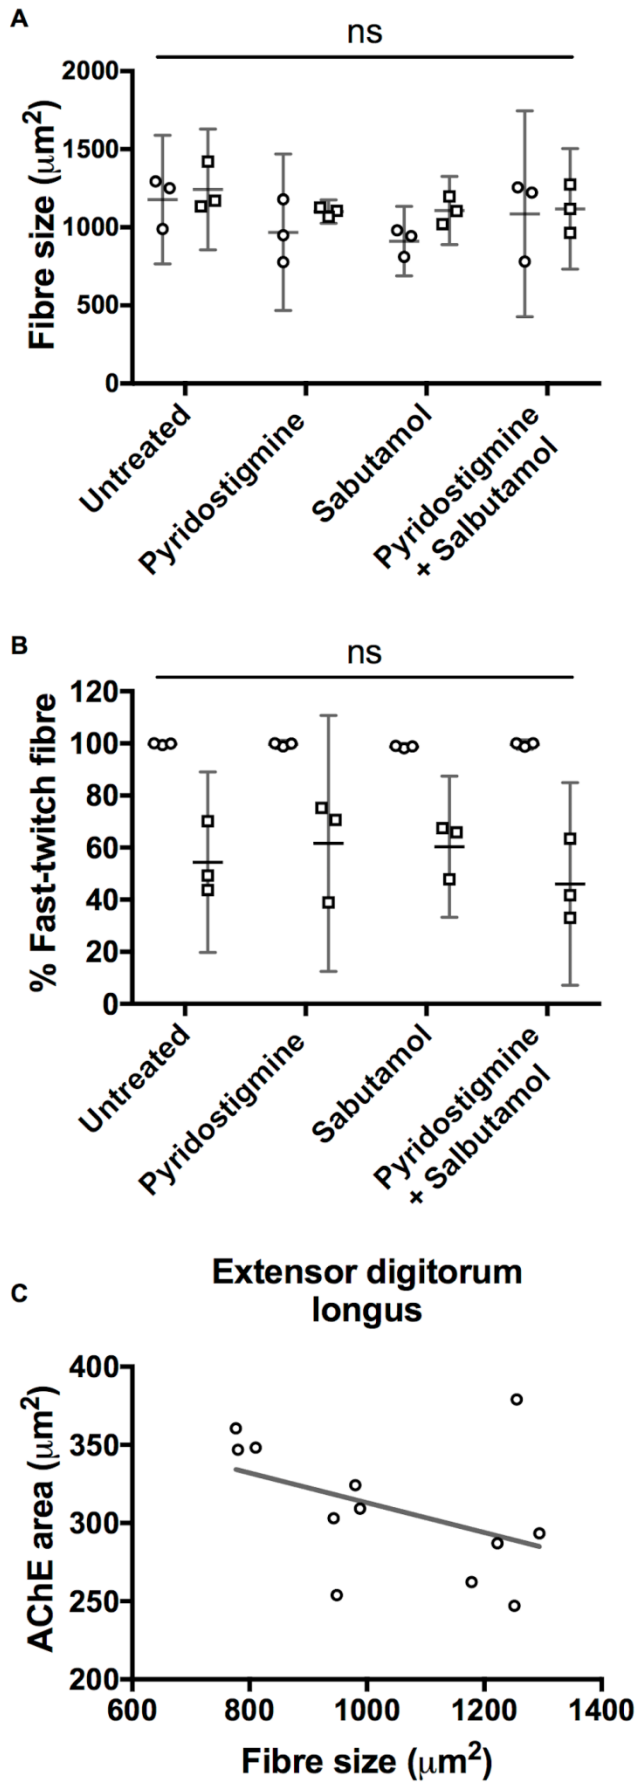 A
ns
Fibre size (μm²)
2000
1500
1000
500
0
Untreated
Pyridostigmine
Sabutamol
Pyridostigmine
+ Salbutamol
B
ns
% Fast-twitch fibre
120
100
80
60
40
20
0
Untreated
Pyridostigmine
Sabutamol
Pyridostigmine
+ Salbutamol
C
Extensor digitorum
longus
AChE area (μm²)
400
350
300
250
200
600 800 1000 1200 1400
Fibre size (μm²)